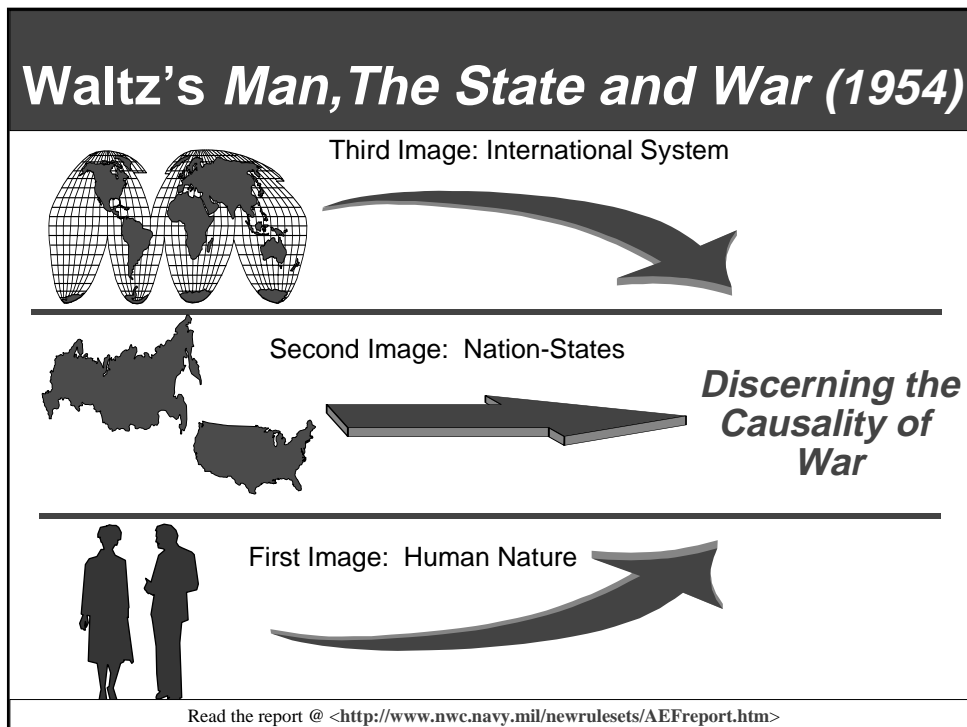 Waltz's Man,The State and War (1954)
Third Image: International System
Second Image:  Nation-States
Discerning the
Causality of
War
First Image:  Human Nature
Read the report @ <http://www.nwc.navy.mil/newrulesets/AEFreport.htm>